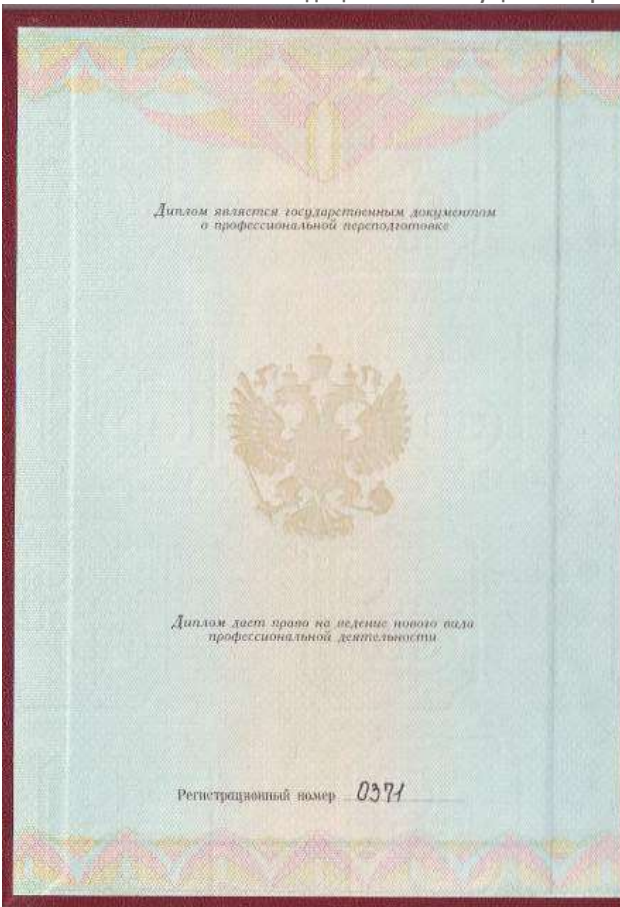 Диплом является государственным документом
о профессиональной переподготовке
Диплом дает право на ведение нового вида
профессиональной деятельности
Регистрационный номер 0371